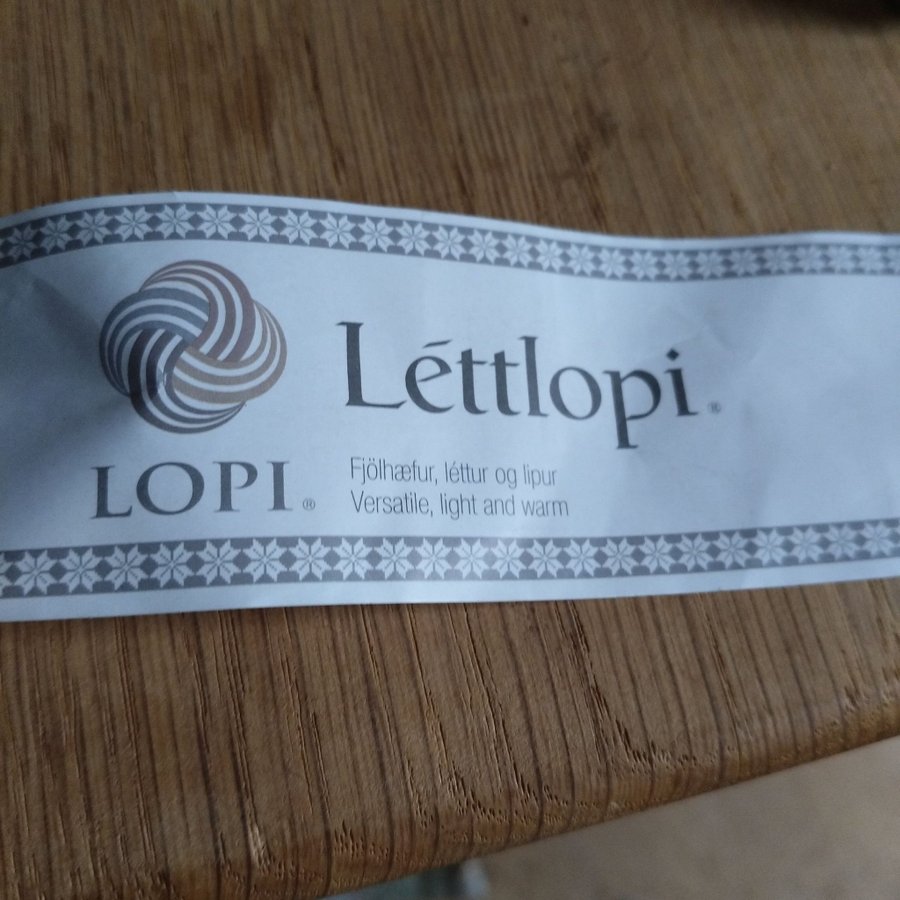 Léttlopi®
LOPI®
Fjölhæfur, léttur og lipur
Versatile, light and warm